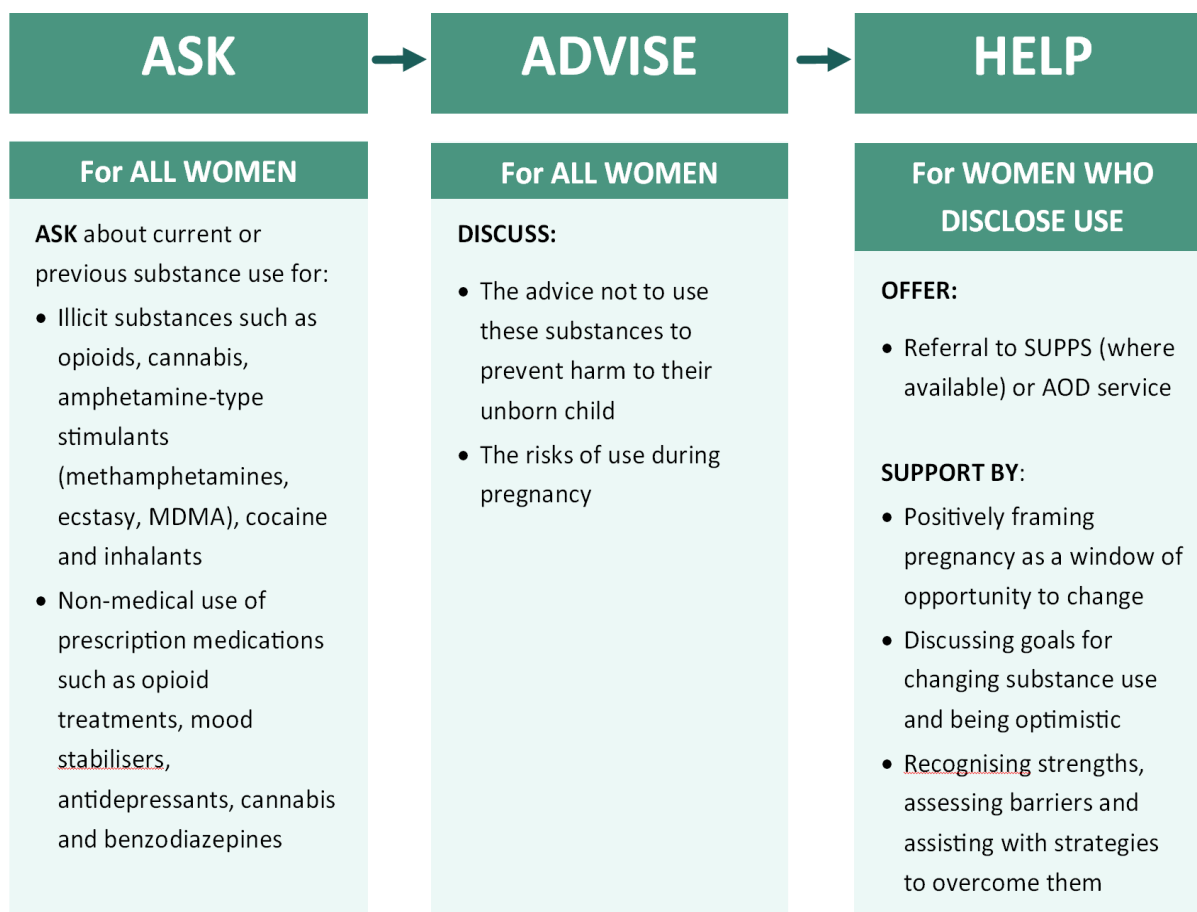 ASK
For ALL WOMEN
ASK about current or
previous substance use for:
• Illicit substances such as
opioids, cannabis,
amphetamine-type
stimulants
(methamphetamines,
ecstasy, MDMA), cocaine
and inhalants
• Non-medical use of
prescription medications
such as opioid
treatments, mood
stabilisers,
antidepressants, cannabis
and benzodiazepines
ADVISE
For ALL WOMEN
DISCUSS:
• The advice not to use
these substances to
prevent harm to their
unborn child
• The risks of use during
pregnancy
HELP
For WOMEN WHO
DISCLOSE USE
OFFER:
• Referral to SUPPS (where
available) or AOD service
SUPPORT BY:
• Positively framing
pregnancy as a window of
opportunity to change
• Discussing goals for
changing substance use
and being optimistic
• Recognising strengths,
assessing barriers and
assisting with strategies
to overcome them